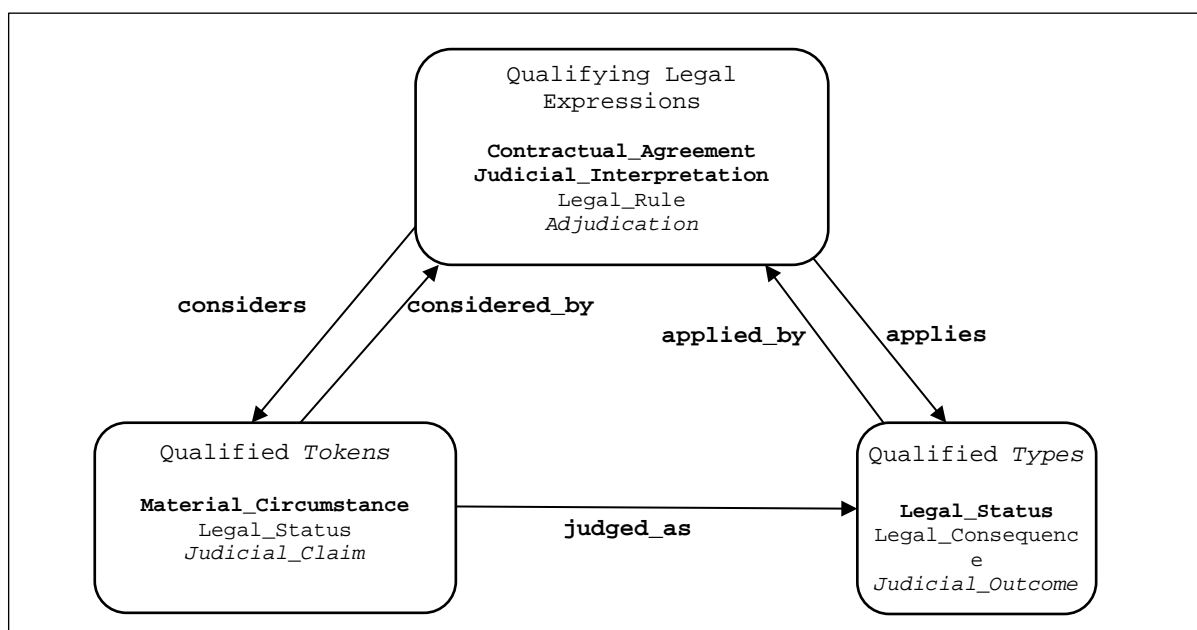 Qualifying Legal
Expressions
Contractual_Agreement
Judicial_Interpretation
Legal_Rule
Adjudication
considers
considered_by
applied_by
applies
Qualified Tokens
Material_Circumstance
Legal_Status
Judicial_Claim
judged_as
Qualified Types
Legal_Status
Legal_Consequenc
e
Judicial_Outcome